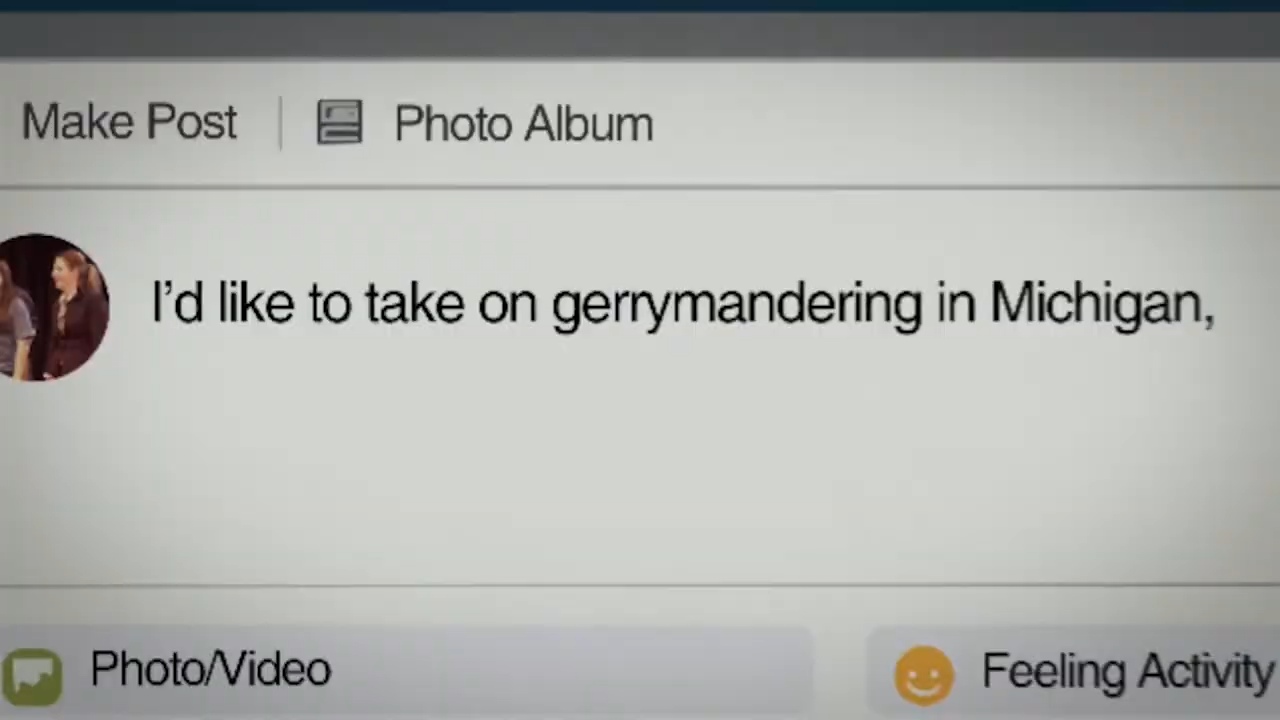 Make Post
Photo Album
I'd like to take on gerrymandering in Michigan,
Photo/Video
Feeling Activity